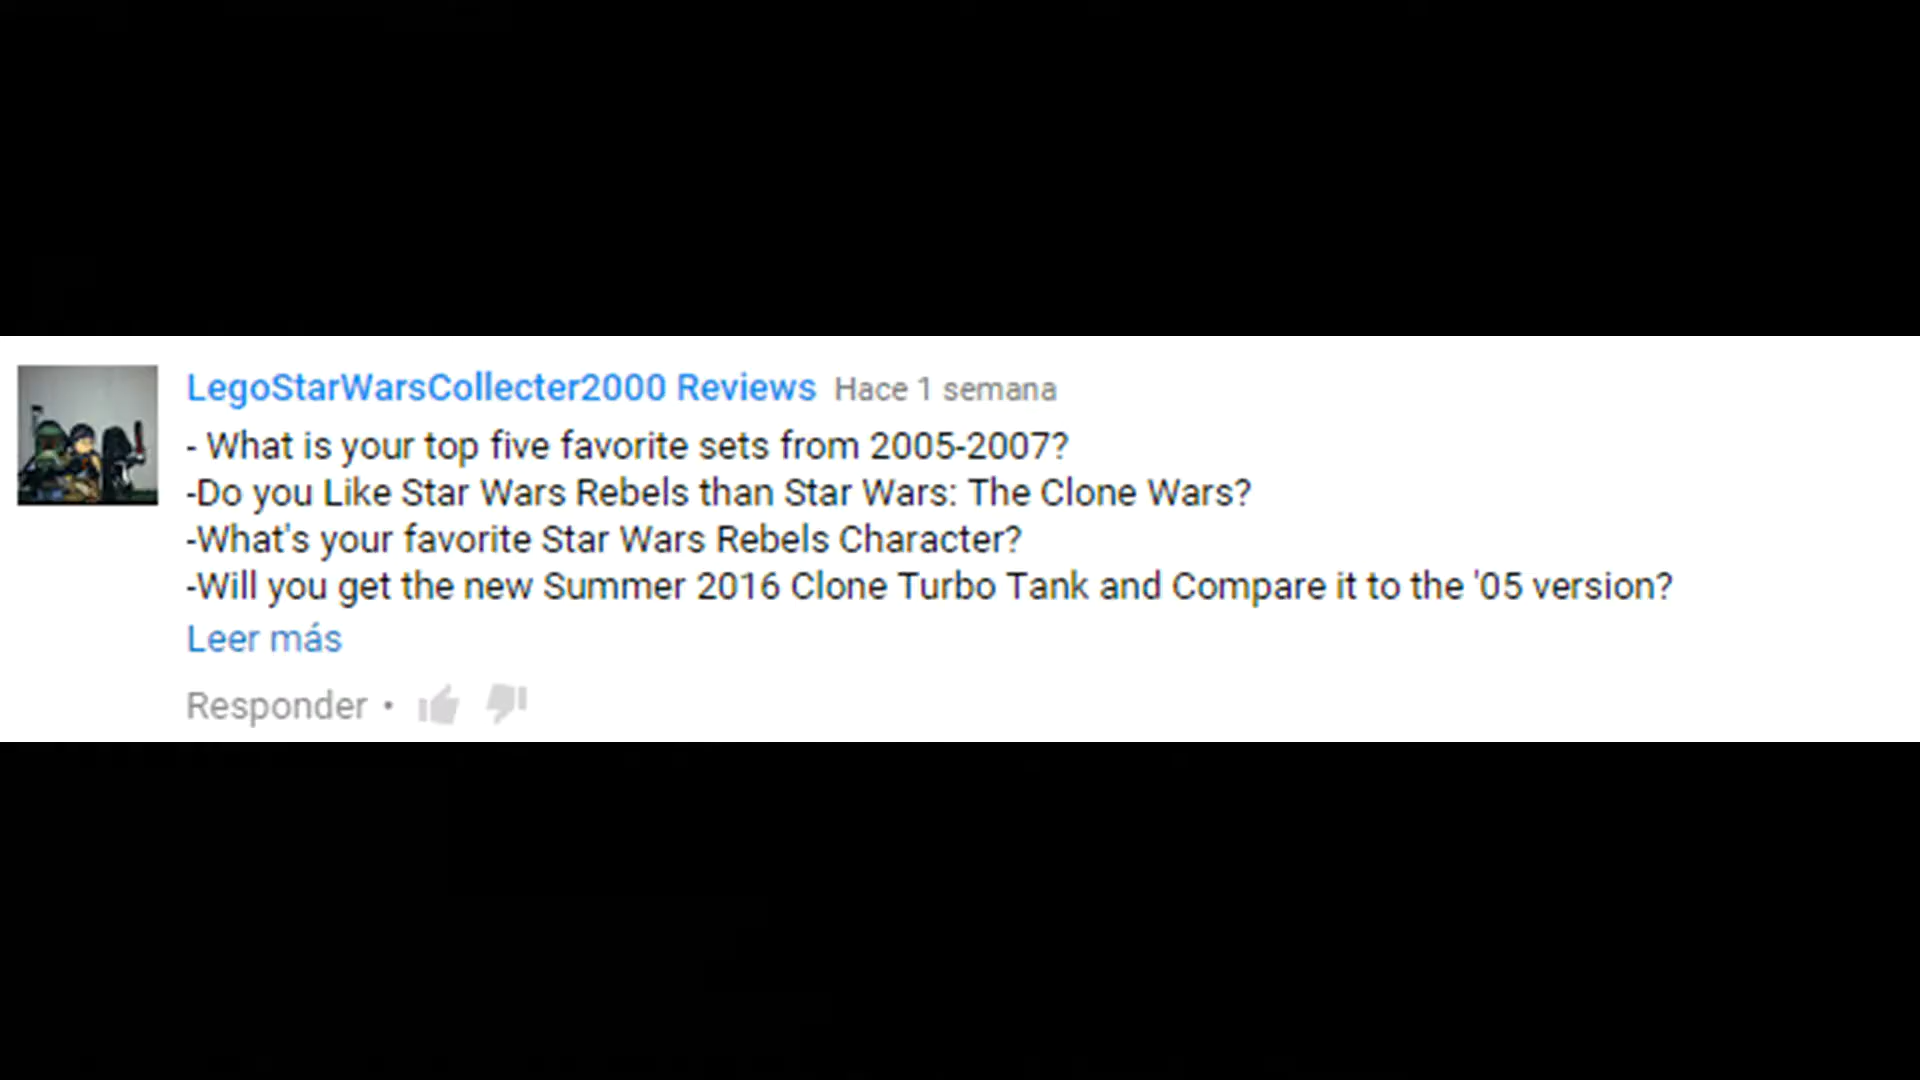 LegoStarWarsCollecter2000 Reviews Hace 1 semana
- What is your top five favorite sets from 2005-2007?
-Do you Like Star Wars Rebels than Star Wars: The Clone Wars?
-What's your favorite Star Wars Rebels Character?
-Will you get the new Summer 2016 Clone Turbo Tank and Compare it to the '05 version?
Leer más
Responder •